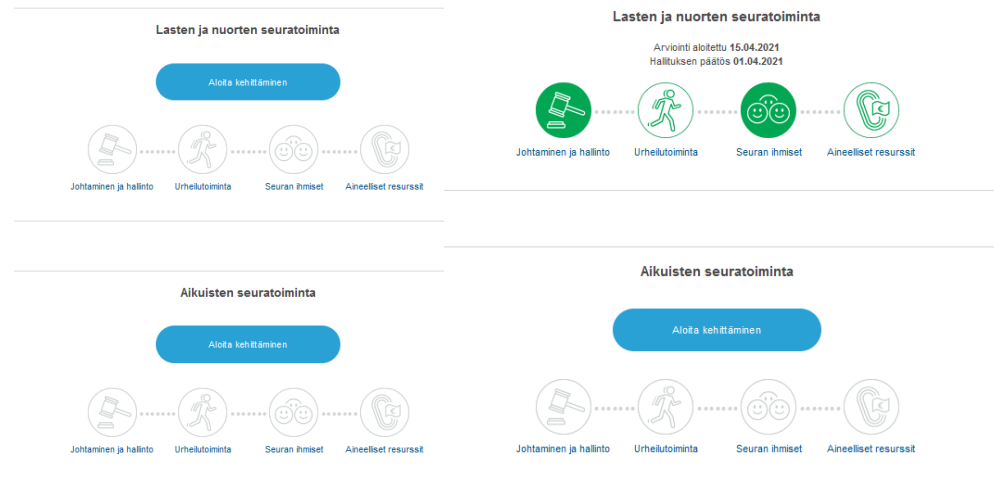 Lasten ja nuorten seuratoiminta
Aloita kehittäminen
Johtaminen ja hallinto Urheilutoiminta Seuran ihmiset Aineelliset resurssit
Aikuisten seuratoiminta
Aloita kehittäminen
Johtaminen ja hallinto Urheilutoiminta Seuran ihmiset Aineelliset resurssit
Lasten ja nuorten seuratoiminta
Arviointi aloitettu 15.04.2021
Hallituksen päätös 01.04.2021
Johtaminen ja hallinto Urheilutoiminta Seuran ihmiset Aineelliset resurssit
Aikuisten seuratoiminta
Aloita kehittäminen
Johtaminen ja hallinto Urheilutoiminta Seuran ihmiset Aineelliset resurssit